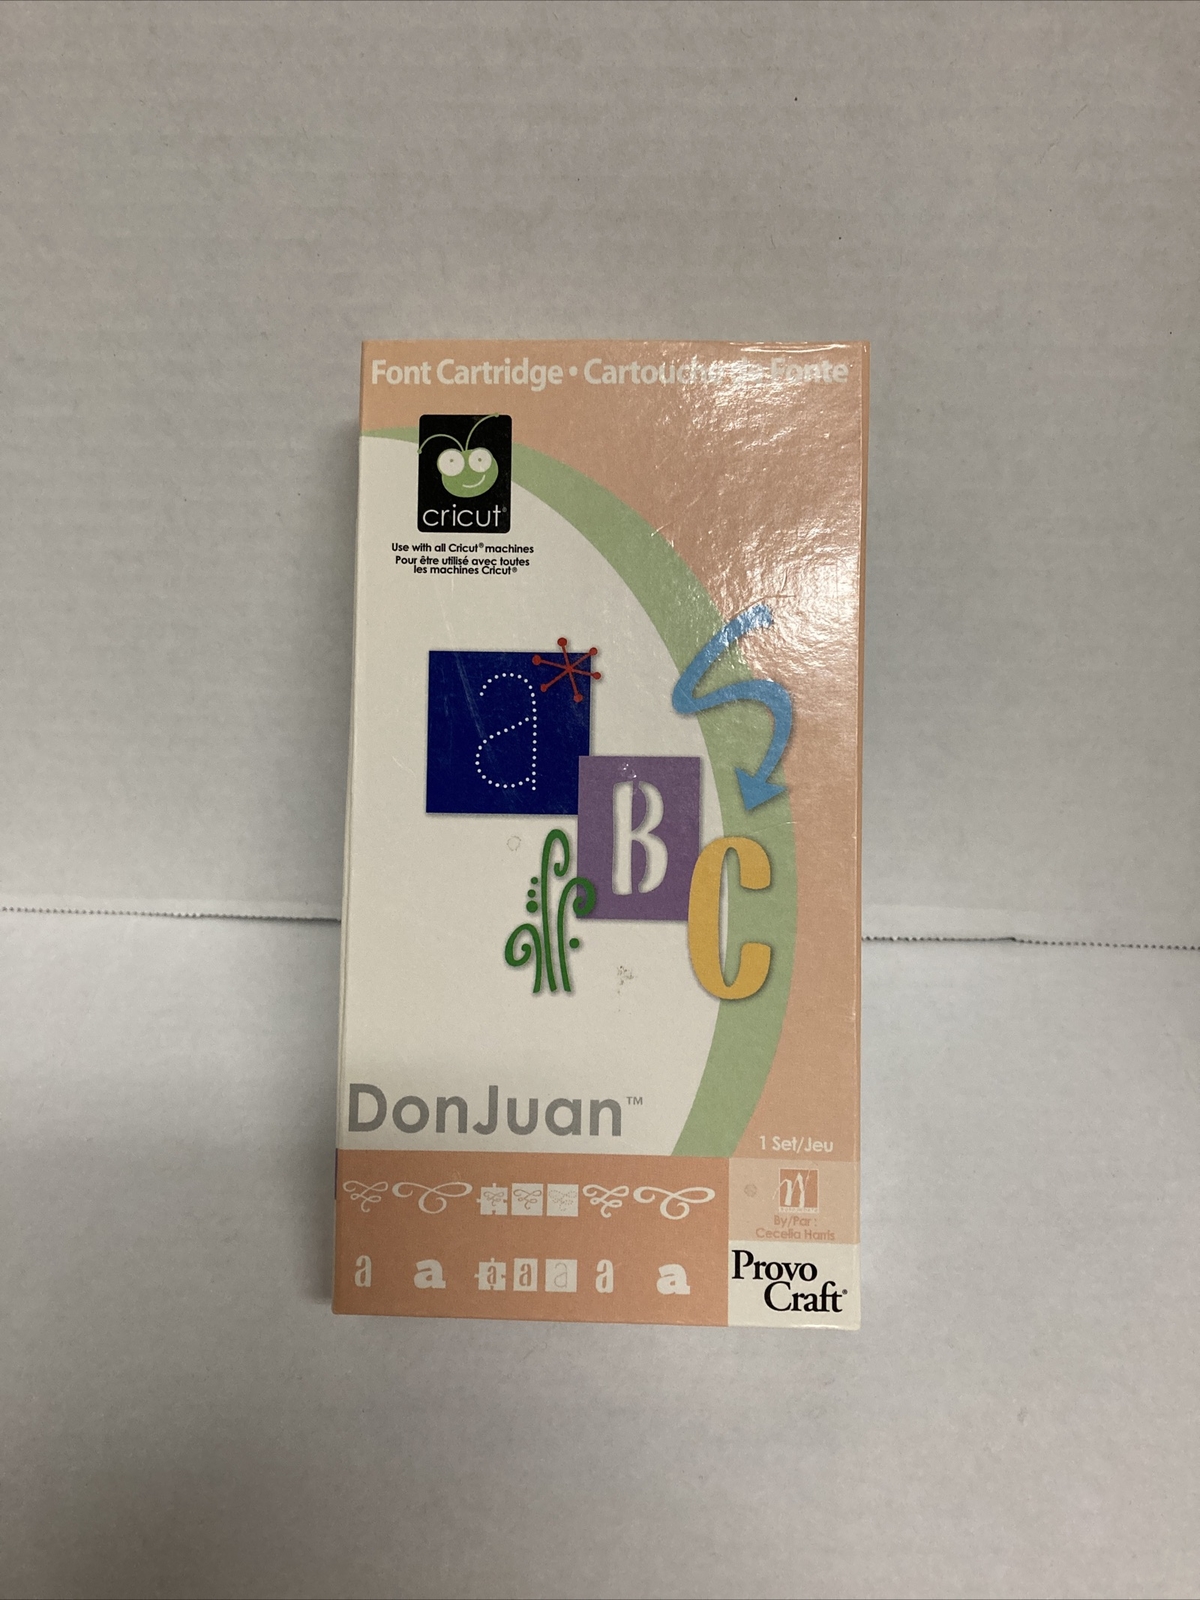 Font Cartridge • Cartouche de Fonte
cricut®
Use with all Cricut® machines
Pour être utilisé avec toutes
les machines Cricut®
a
B
C
DonJuan™
1 Set/Jeu
By/Par :
Cecelia Harris
a a a a a a a
Provo
Craft®